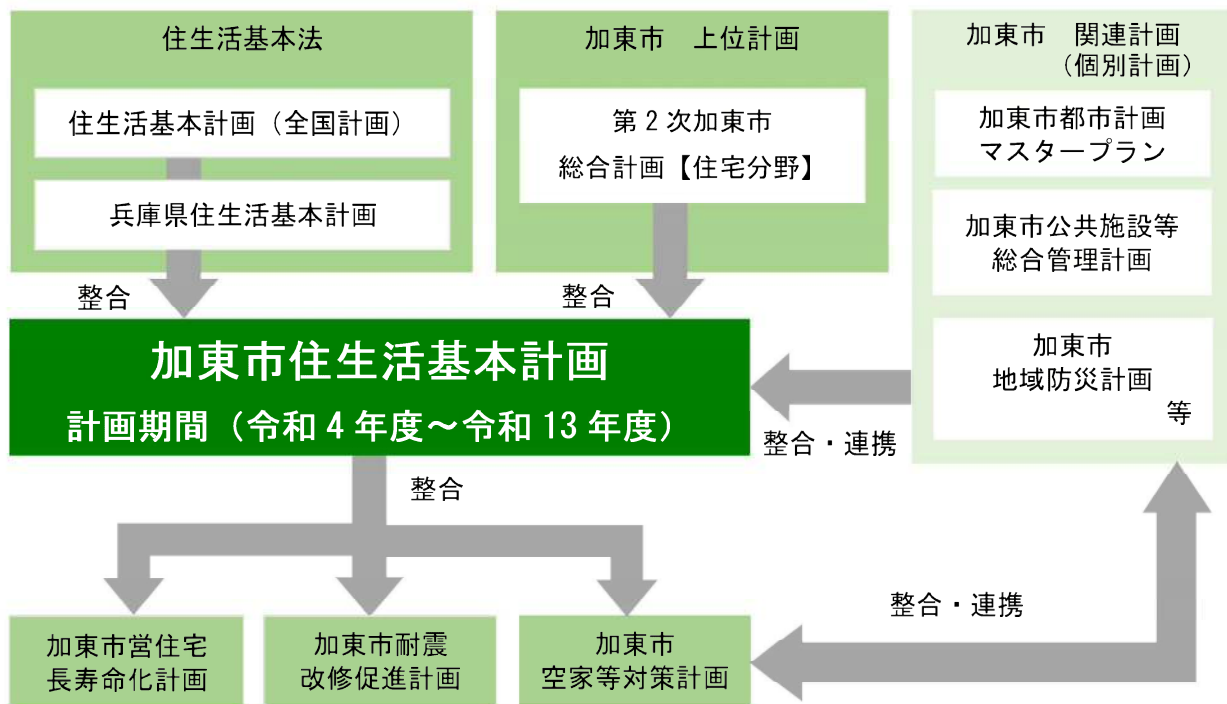 住生活基本法
住生活基本計画（全国計画）
兵庫県住生活基本計画
整合
加東市　上位計画
第２次加東市
総合計画【住宅分野】
整合
加東市　関連計画
（個別計画）
加東市都市計画
マスタープラン
加東市公共施設等
総合管理計画
加東市
地域防災計画
等
加東市住生活基本計画
計画期間（令和４年度～令和13年度）
整合・連携
整合
加東市営住宅
長寿命化計画
加東市耐震
改修促進計画
加東市
空家等対策計画
整合・連携